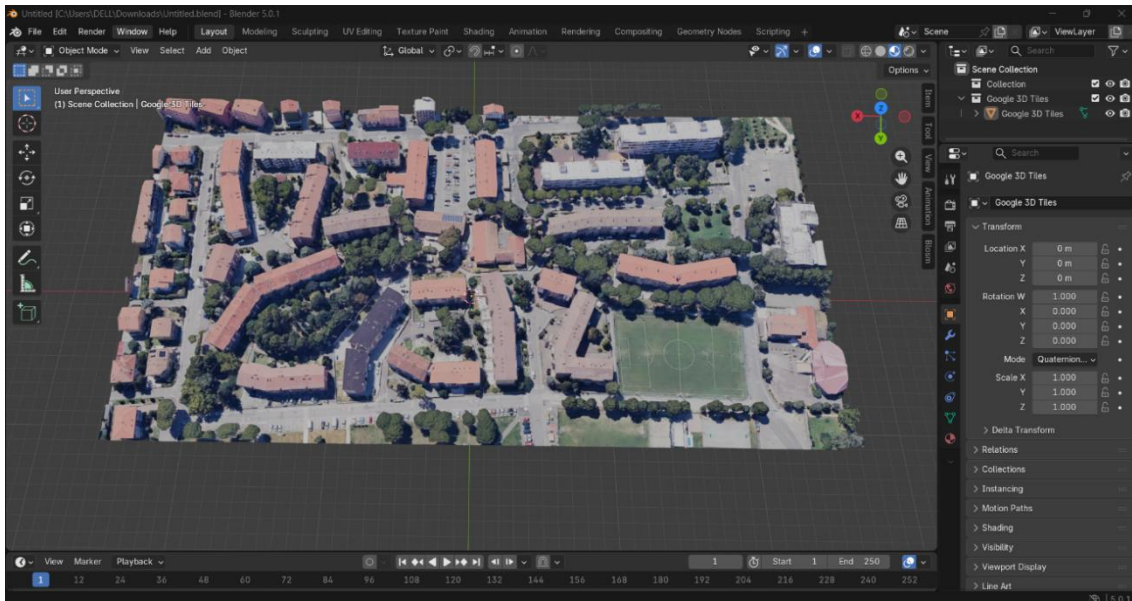 Untitled [C:\Users\DELL\Downloads\Untitled.blend] - Blender 5.0.1
File Edit Render Window Help Layout Modeling Sculpting UV Editing Texture Paint Shading Animation Rendering Compositing Geometry Nodes Scripting + Scene ViewLayer
Object Mode View Select Add Object Global Search
Options
User Perspective
(1) Scene Collection | Google 3D Tiles
Scene Collection
Collection
Google 3D Tiles
Google 3D Tiles
X
Z
Y
Item
Tool
View
Animation
Blosm
Search
Google 3D Tiles
Google 3D Tiles
Transform
Location X 0 m
Y 0 m
Z 0 m
Rotation W 1.000
X 0.000
Y 0.000
Z 0.000
Mode Quaternion...
Scale X 1.000
Y 1.000
Z 1.000
Delta Transform
Relations
Collections
Instancing
Motion Paths
Shading
Visibility
Viewport Display
Line Art
View Marker Playback 1 Start 1 End 250
1 12 24 36 48 60 72 84 96 108 120 132 144 156 168 180 192 204 216 228 240 252
5.0.1